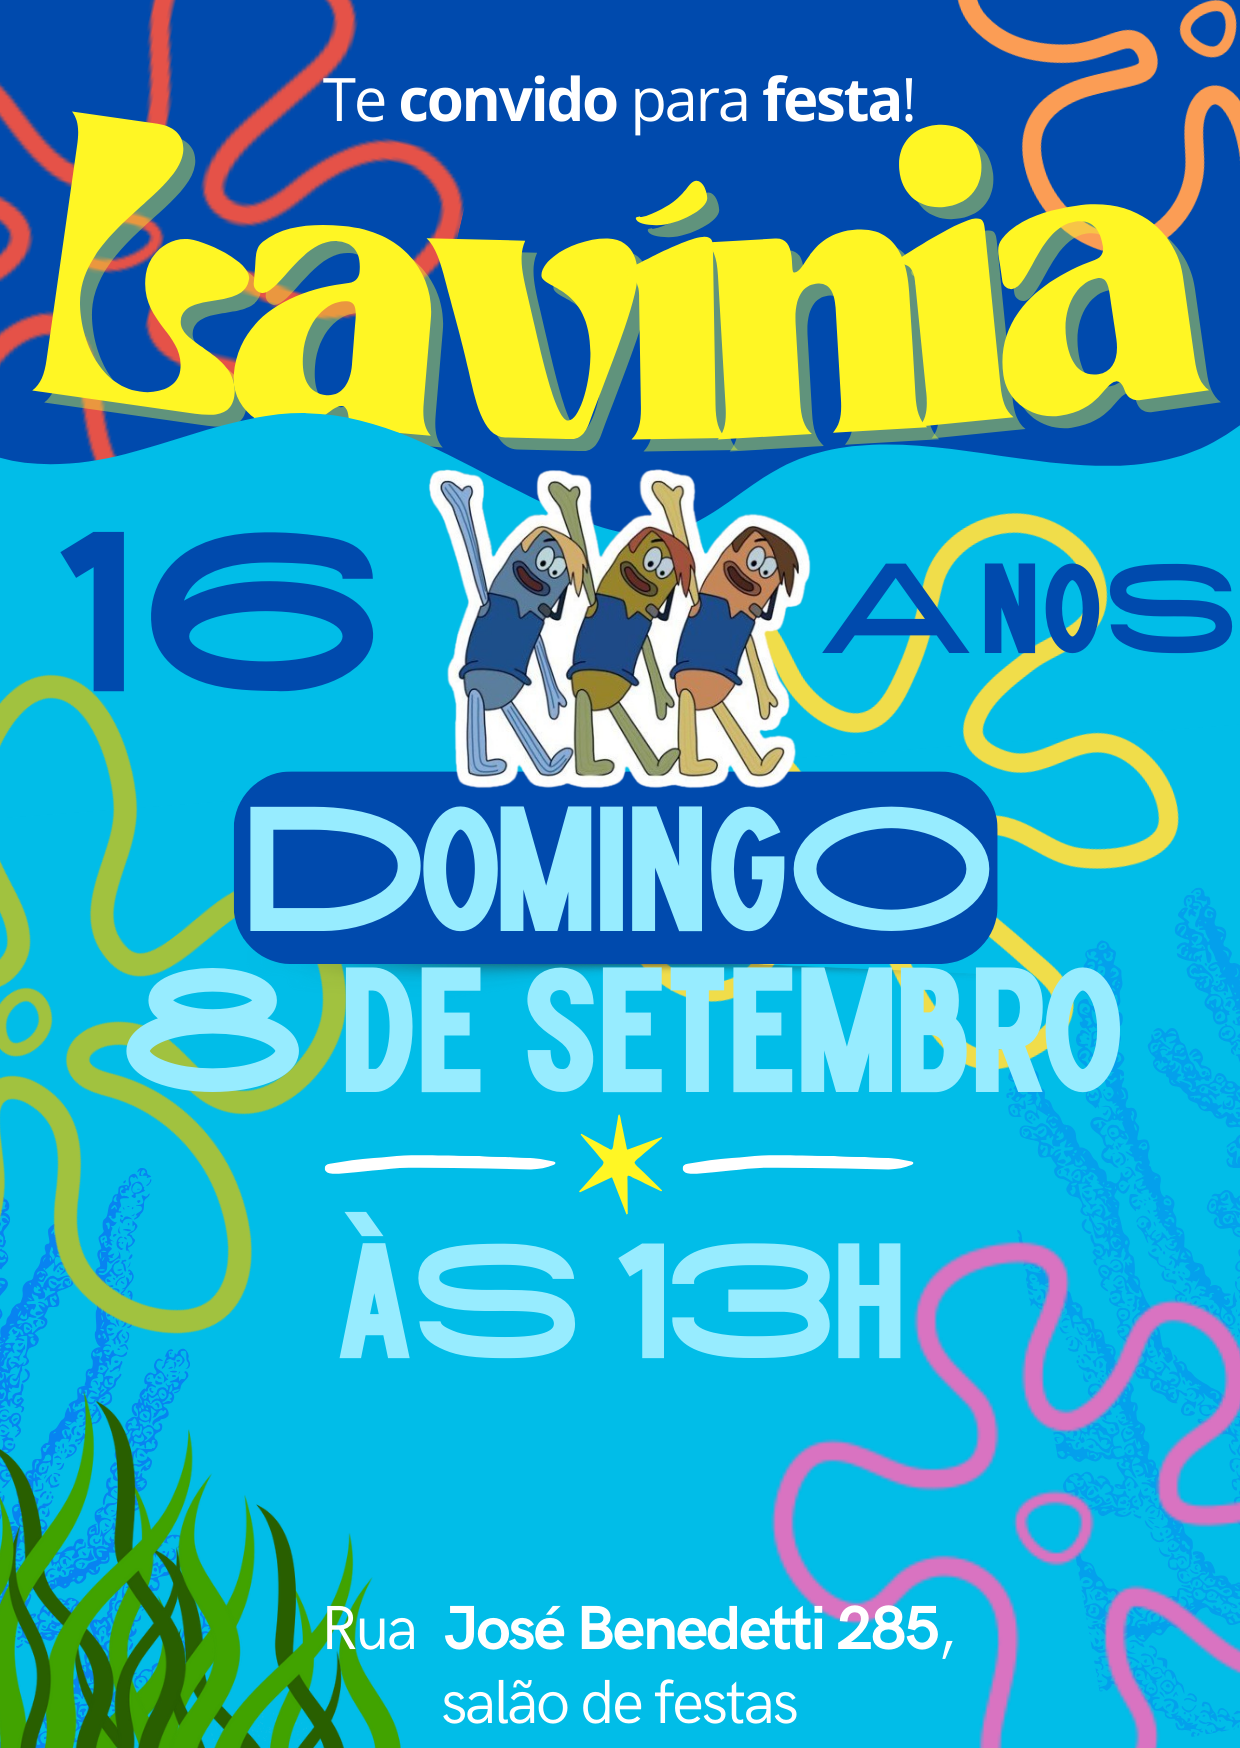 Te convido para festa!
Lavínia
16 ANOS
DOMINGO
8 DE SETEMBRO
ÀS 13H
Rua José Benedetti 285,
salão de festas